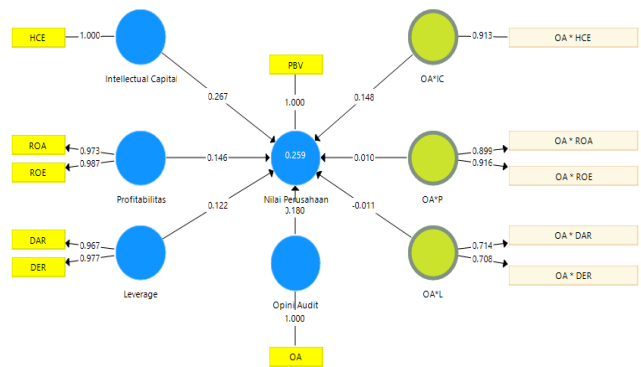 HCE
1.000
Intellectual Capital
0.267
PBV
1.000
0.913
OA * HCE
OA*IC
0.148
ROA
0.973
ROE
0.987
Profitabilitas
0.146
0.259
Nilai Perusahaan
0.010
OA*P
0.899
OA * ROA
0.916
OA * ROE
DAR
0.967
DER
0.977
Leverage
0.122
0.180
-0.011
OA*L
0.714
OA * DAR
0.708
OA * DER
Opini Audit
1.000
OA